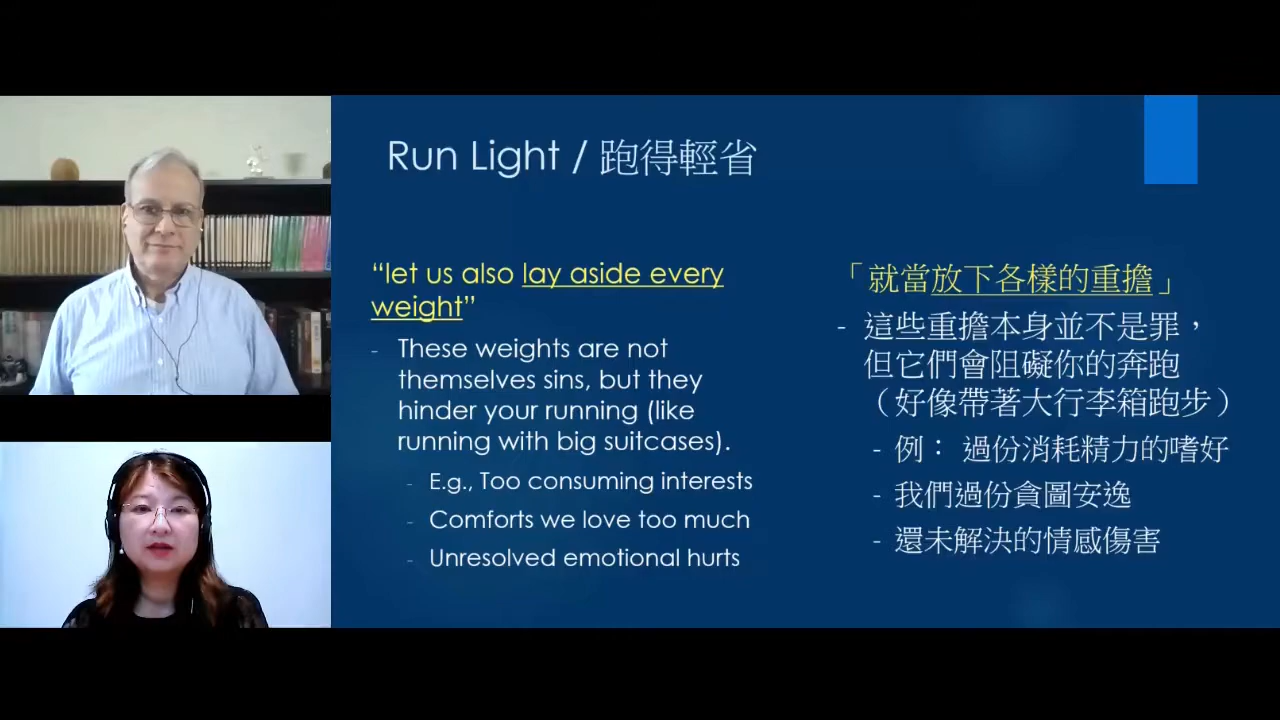 Run Light / 跑得輕省
“let us also lay aside every
weight”
- These weights are not
themselves sins, but they
hinder your running (like
running with big suitcases).
- E.g., Too consuming interests
- Comforts we love too much
- Unresolved emotional hurts
「就當放下各樣的重擔」
- 這些重擔本身並不是罪，
但它們會阻礙你的奔跑
（好像帶著大行李箱跑步）
- 例： 過份消耗精力的嗜好
- 我們過份貪圖安逸
- 還未解決的情感傷害